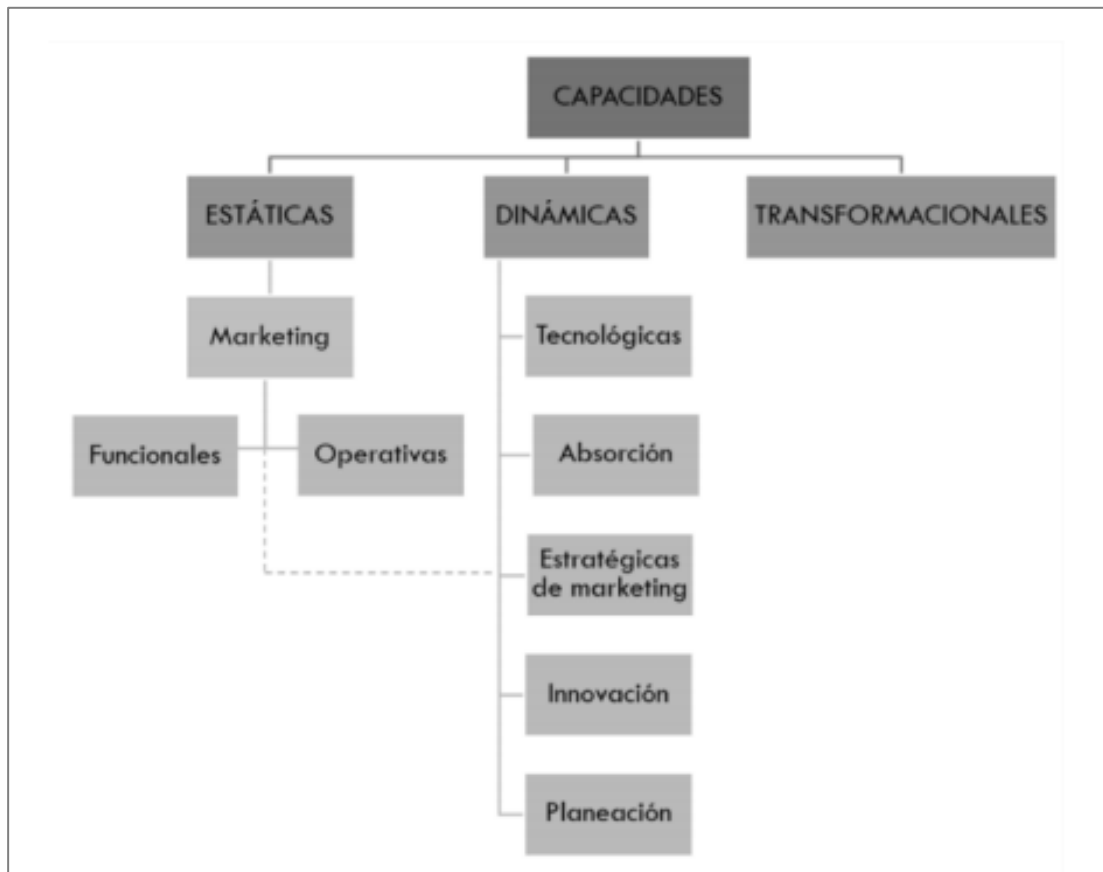 CAPACIDADES
ESTÁTICAS
DINÁMICAS
TRANSFORMACIONALES
Marketing
Tecnológicas
Funcionales
Operativas
Absorción
Estratégicas
de marketing
Innovación
Planeación